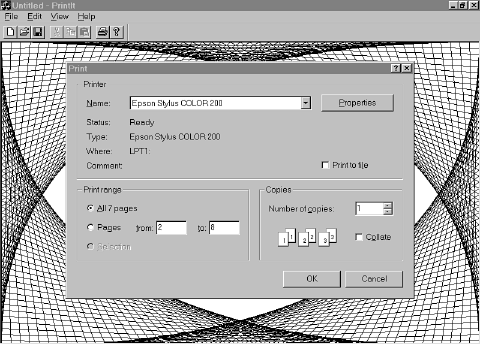 Untitled - PrintIt
File Edit View Help
Print
Printer
Name: Epson Stylus COLOR 200 Properties
Status: Ready
Type: Epson Stylus COLOR 200
Where: LPT1:
Comment: Print to file
Print range
All 7 pages
Pages from: 2 to: 8
Selection
Copies
Number of copies: 1
1 1 2 2 3 3
Collate
OK Cancel